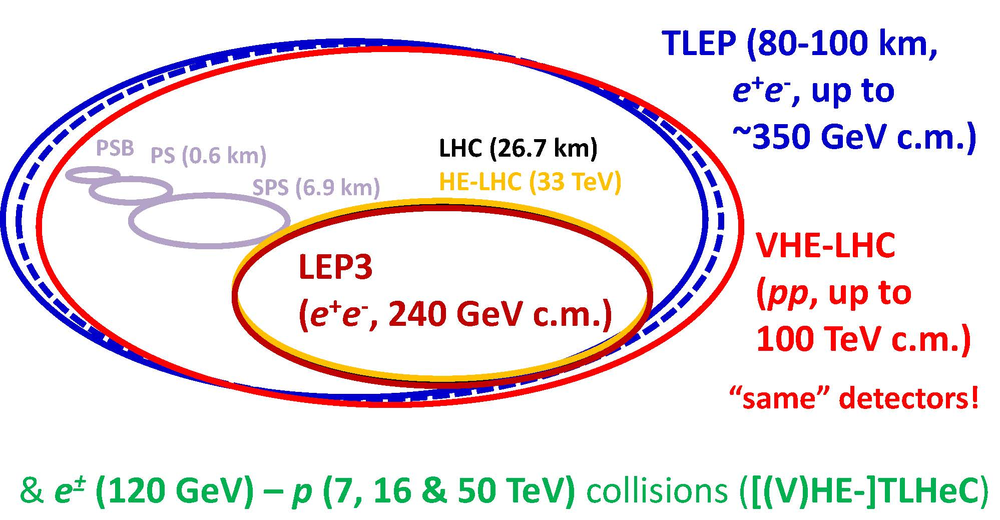 TLEP (80-100 km,
e⁺e⁻, up to
~350 GeV c.m.)
PSB
PS (0.6 km)
SPS (6.9 km)
LHC (26.7 km)
HE-LHC (33 TeV)
LEP3
(e⁺e⁻, 240 GeV c.m.)
VHE-LHC
(pp, up to
100 TeV c.m.)
“same” detectors!
& e± (120 GeV) – p (7, 16 & 50 TeV) collisions ([(V)HE-]TLHeC)